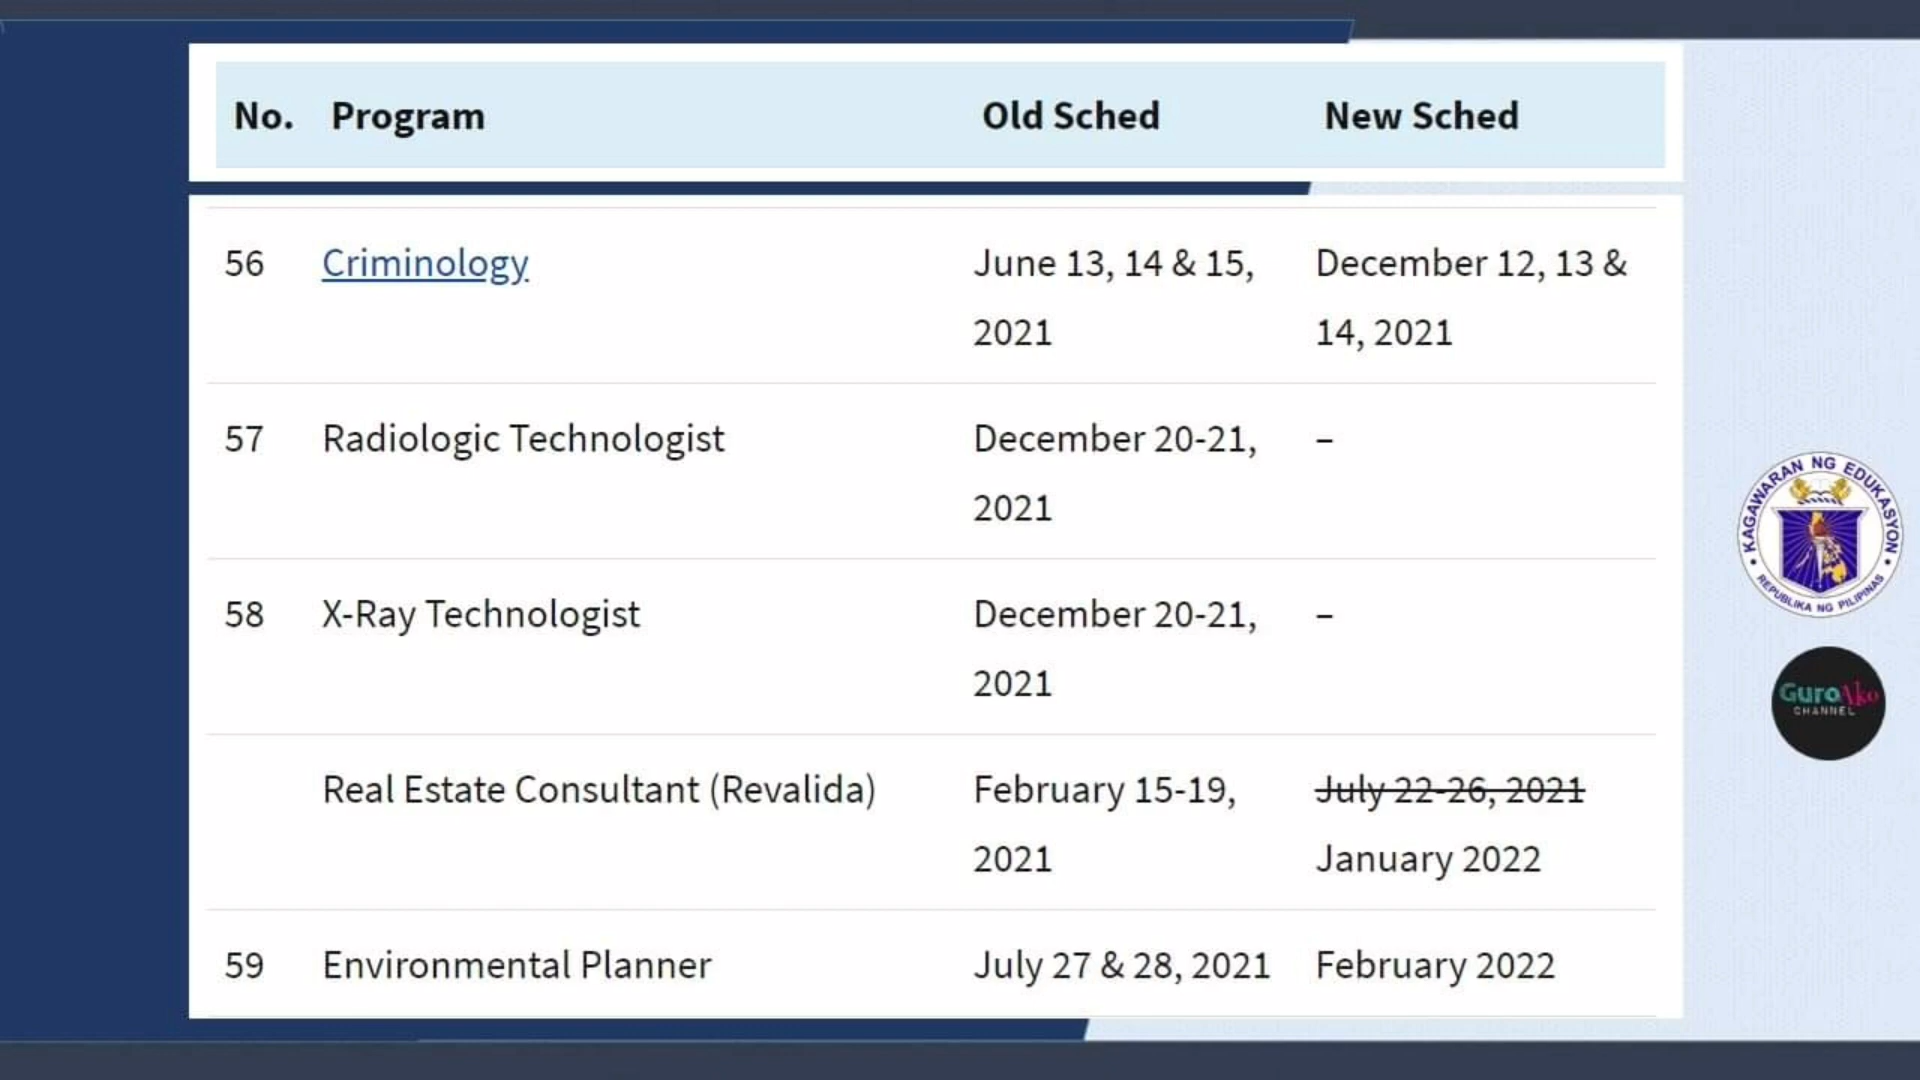 No. Program Old Sched New Sched
56 Criminology June 13, 14 & 15, December 12, 13 &
2021 14, 2021
57 Radiologic Technologist December 20-21, –
2021
58 X-Ray Technologist December 20-21, –
2021
Real Estate Consultant (Revalida) February 15-19, July 22-26, 2021
2021 January 2022
59 Environmental Planner July 27 & 28, 2021 February 2022
KAGAWARAN NG EDUKASYON
REPUBLIKA NG PILIPINAS
GuroAko
CHANNEL